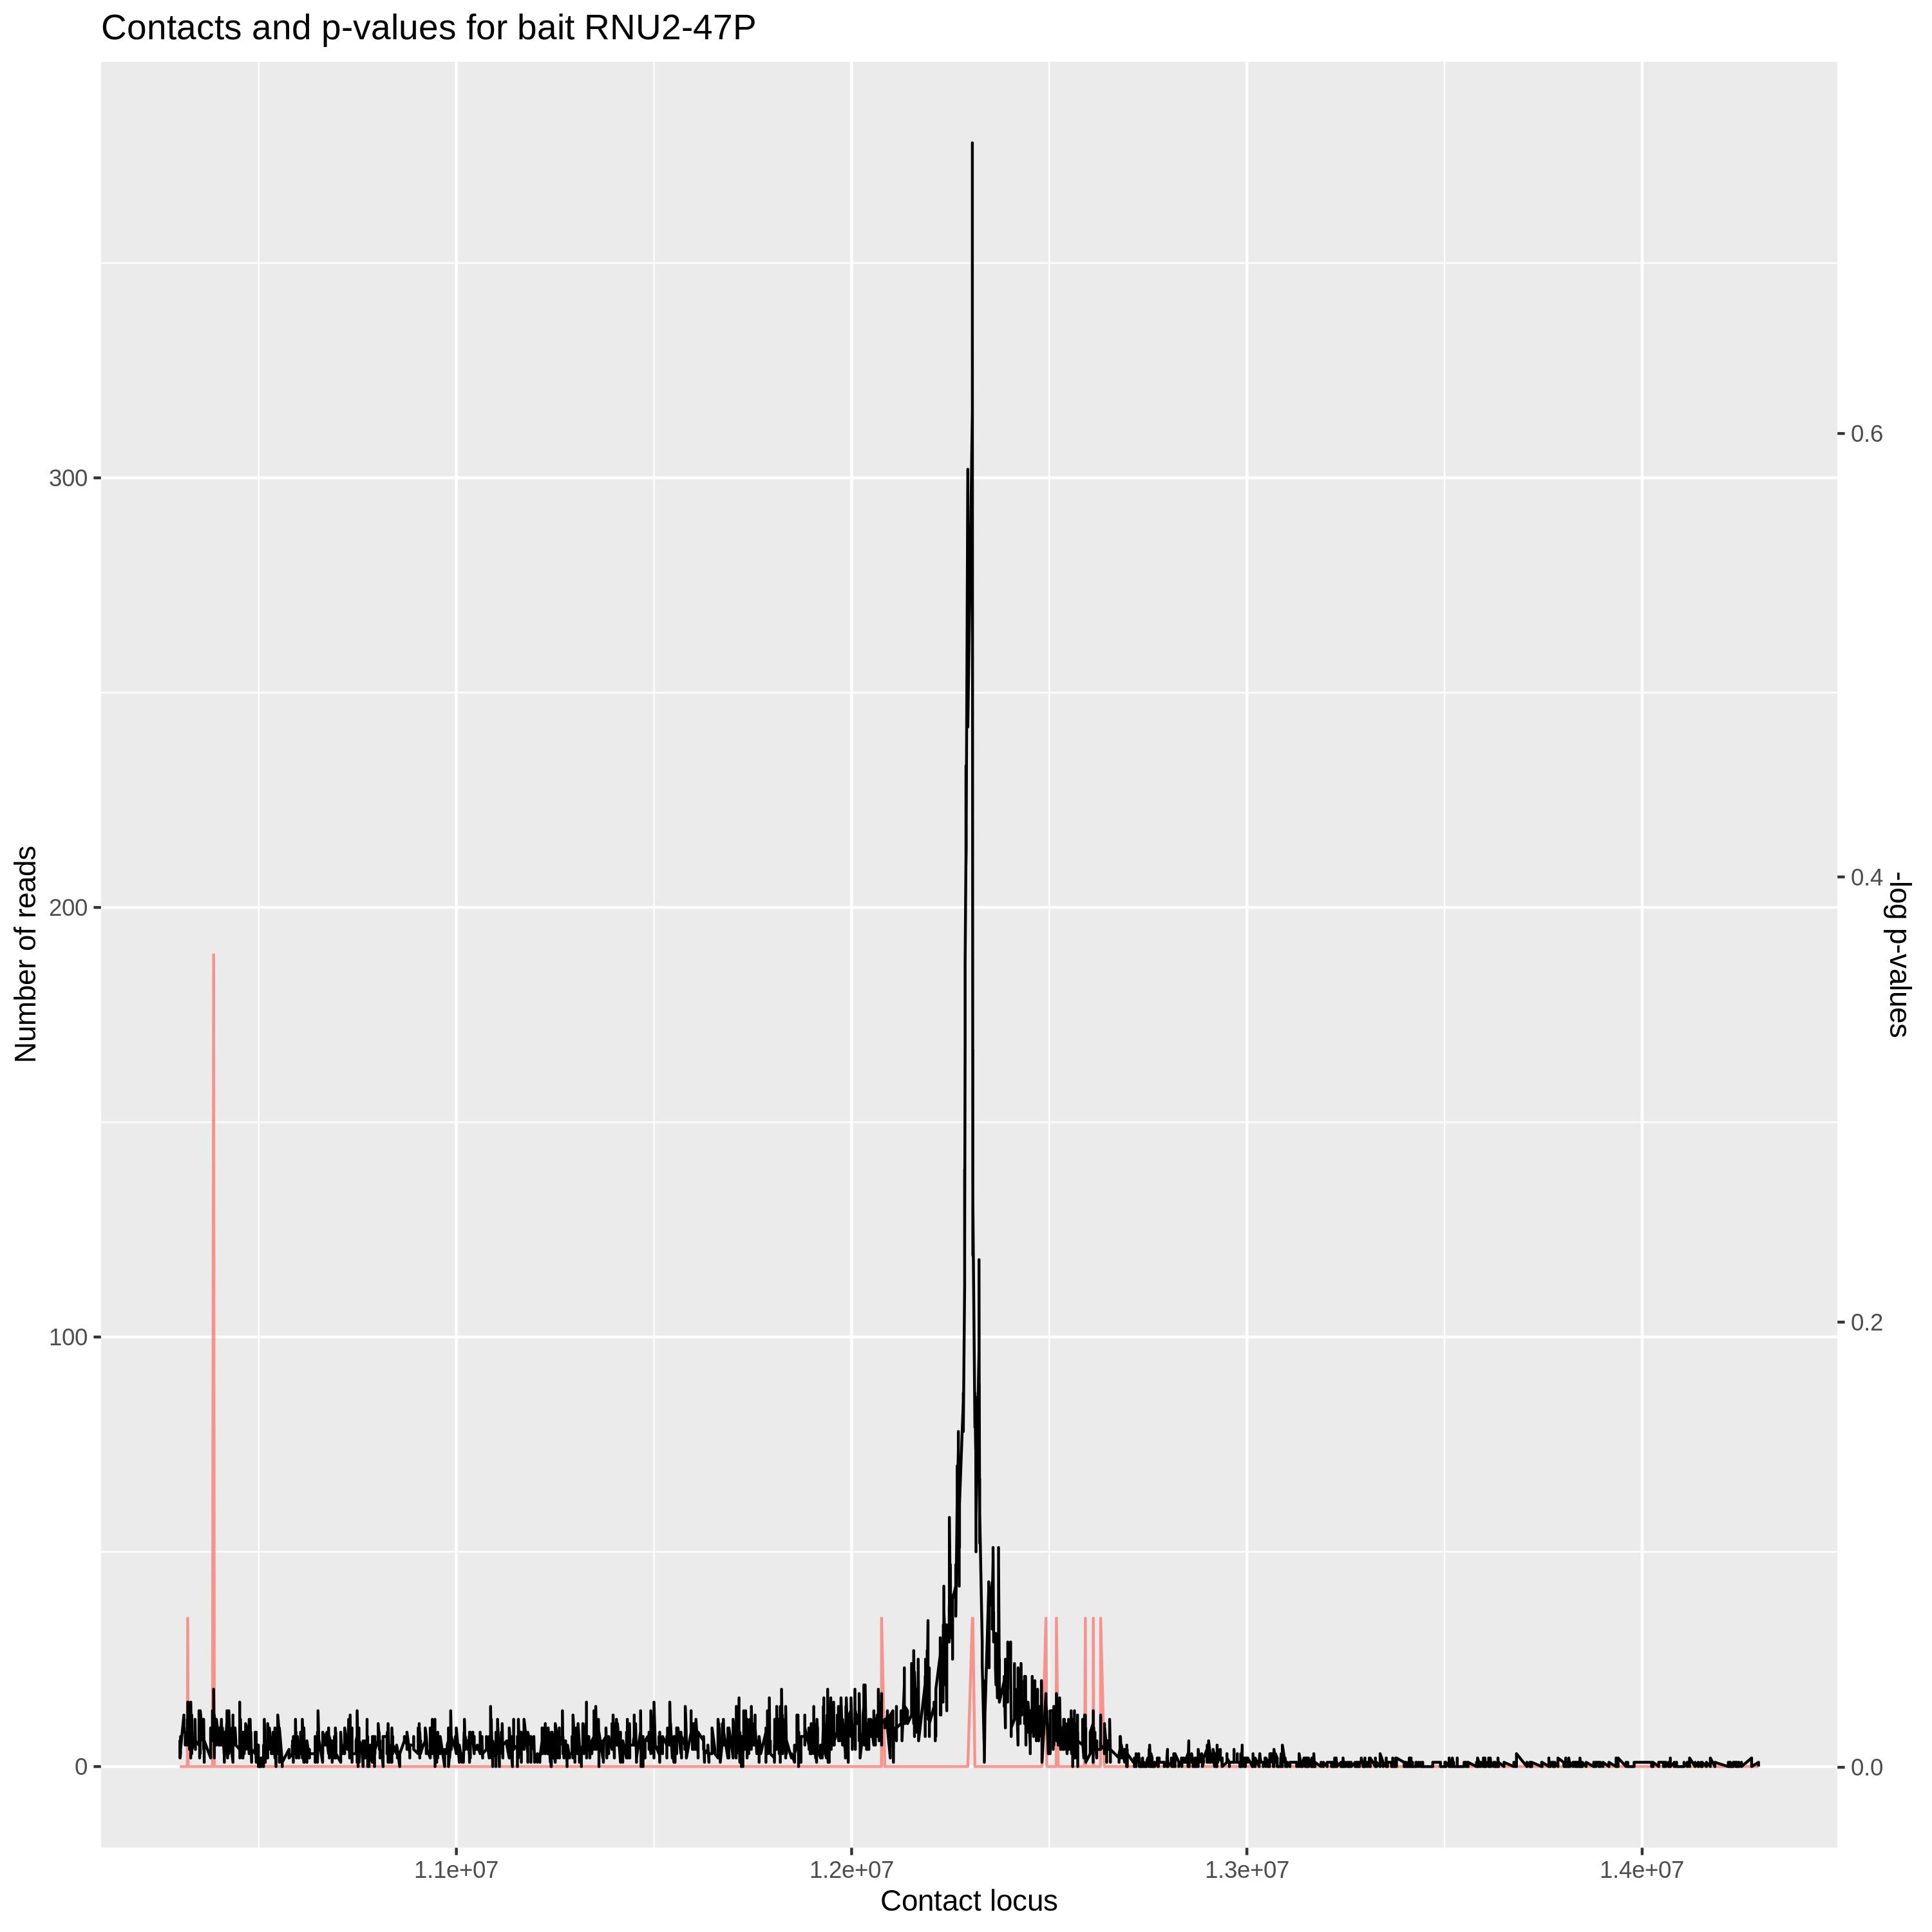 Contacts and p-values for bait RNU2-47P
300
200
100
0
Number of reads
0.6
0.4
0.2
0.0
-log p-values
1.1e+07
1.2e+07
1.3e+07
1.4e+07
Contact locus